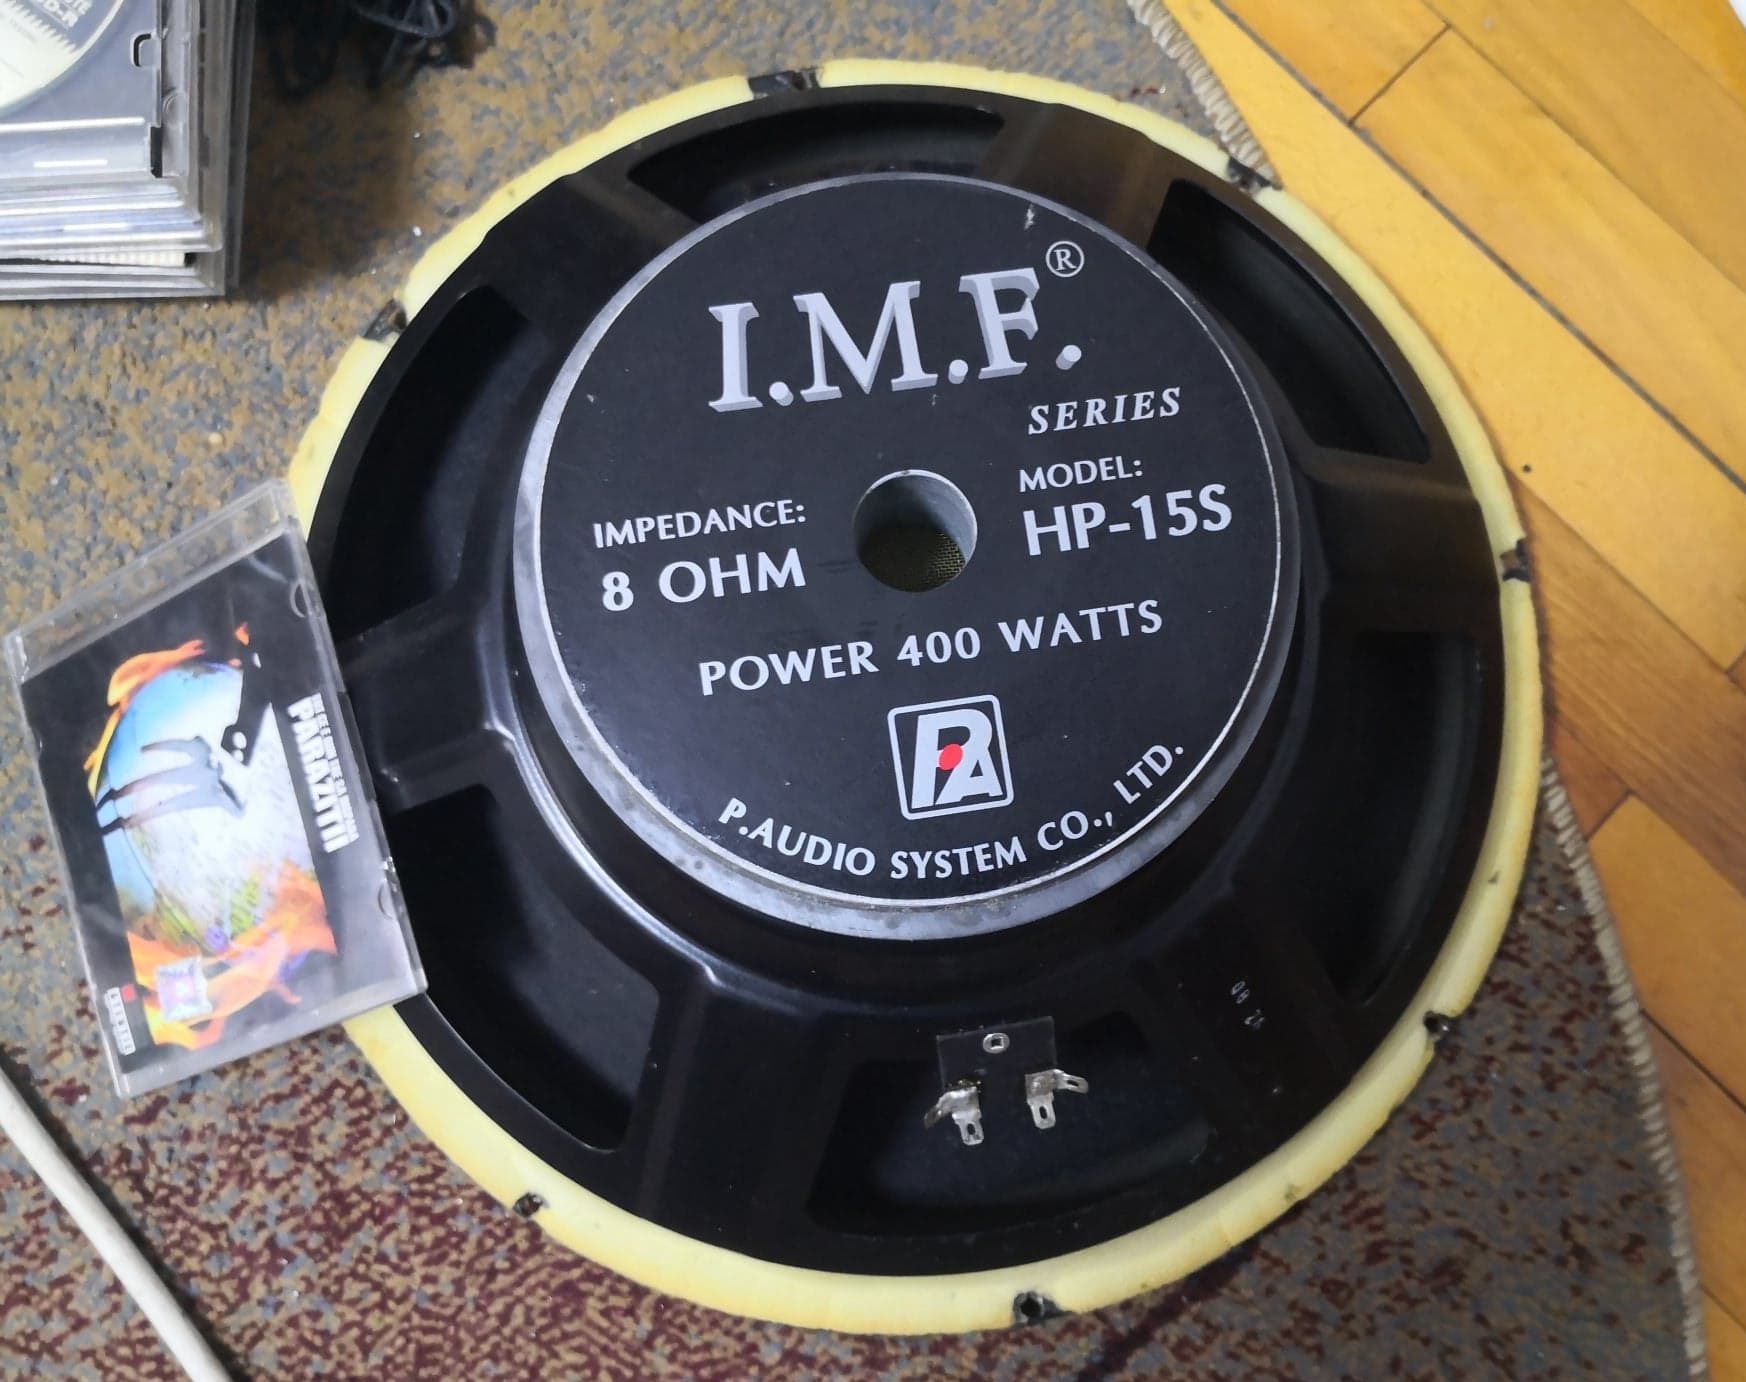 I.M.F.®
SERIES
IMPEDANCE:
8 OHM
MODEL:
HP-15S
POWER 400 WATTS
PA
P.AUDIO SYSTEM CO., LTD.
PARAZITII